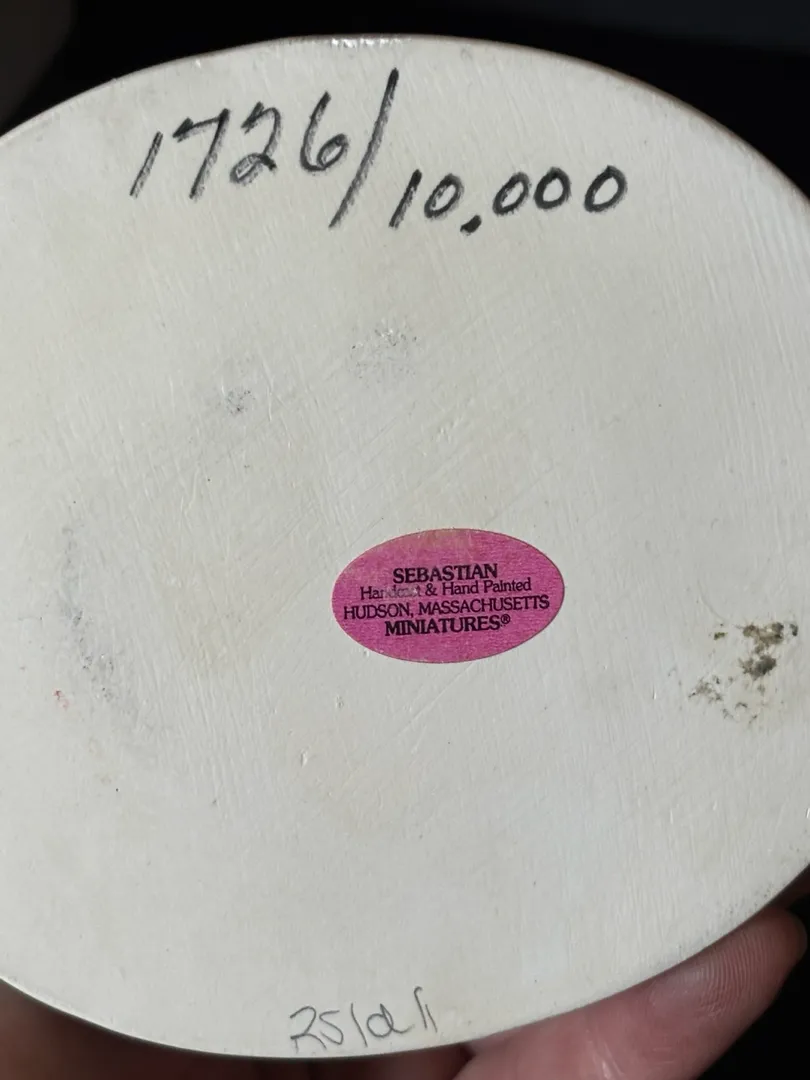 1726/10,000
SEBASTIAN
Handcast & Hand Painted
HUDSON, MASSACHUSETTS
MINIATURES®